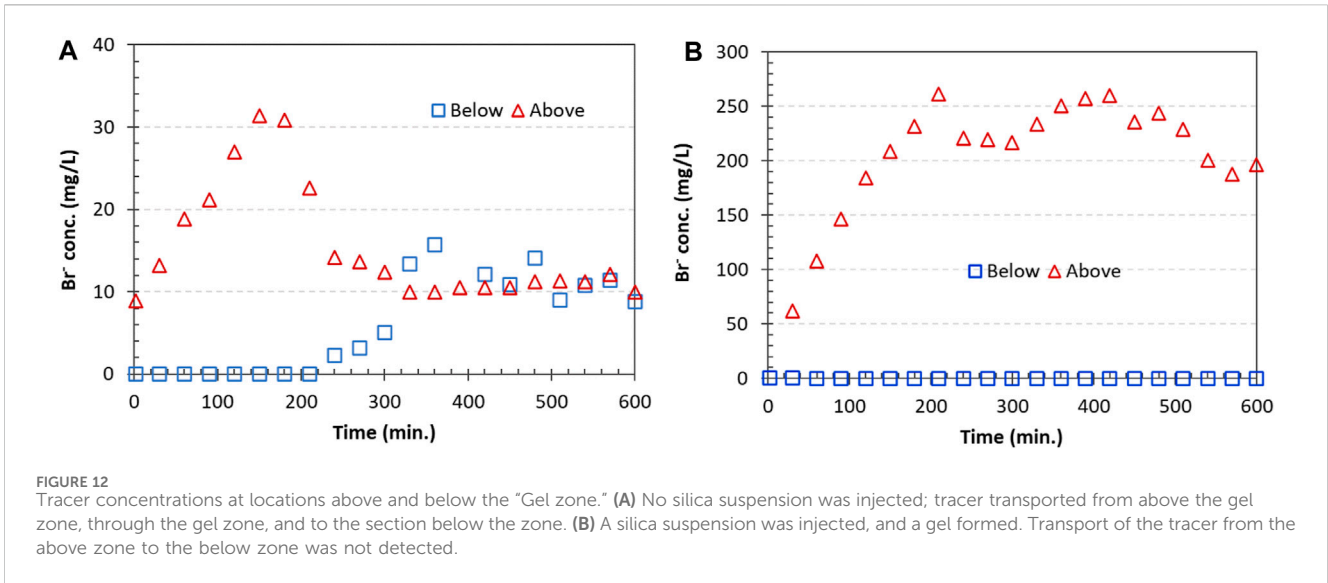 A
40
30
20
10
0
Br⁻ conc. (mg/L)
Below Above
0 100 200 300 400 500 600
Time (min.)
B
300
250
200
150
100
50
0
Br⁻ conc. (mg/L)
Below Above
0 100 200 300 400 500 600
Time (min.)
FIGURE 12
Tracer concentrations at locations above and below the “Gel zone.” (A) No silica suspension was injected; tracer transported from above the gel
zone, through the gel zone, and to the section below the zone. (B) A silica suspension was injected, and a gel formed. Transport of the tracer from the
above zone to the below zone was not detected.